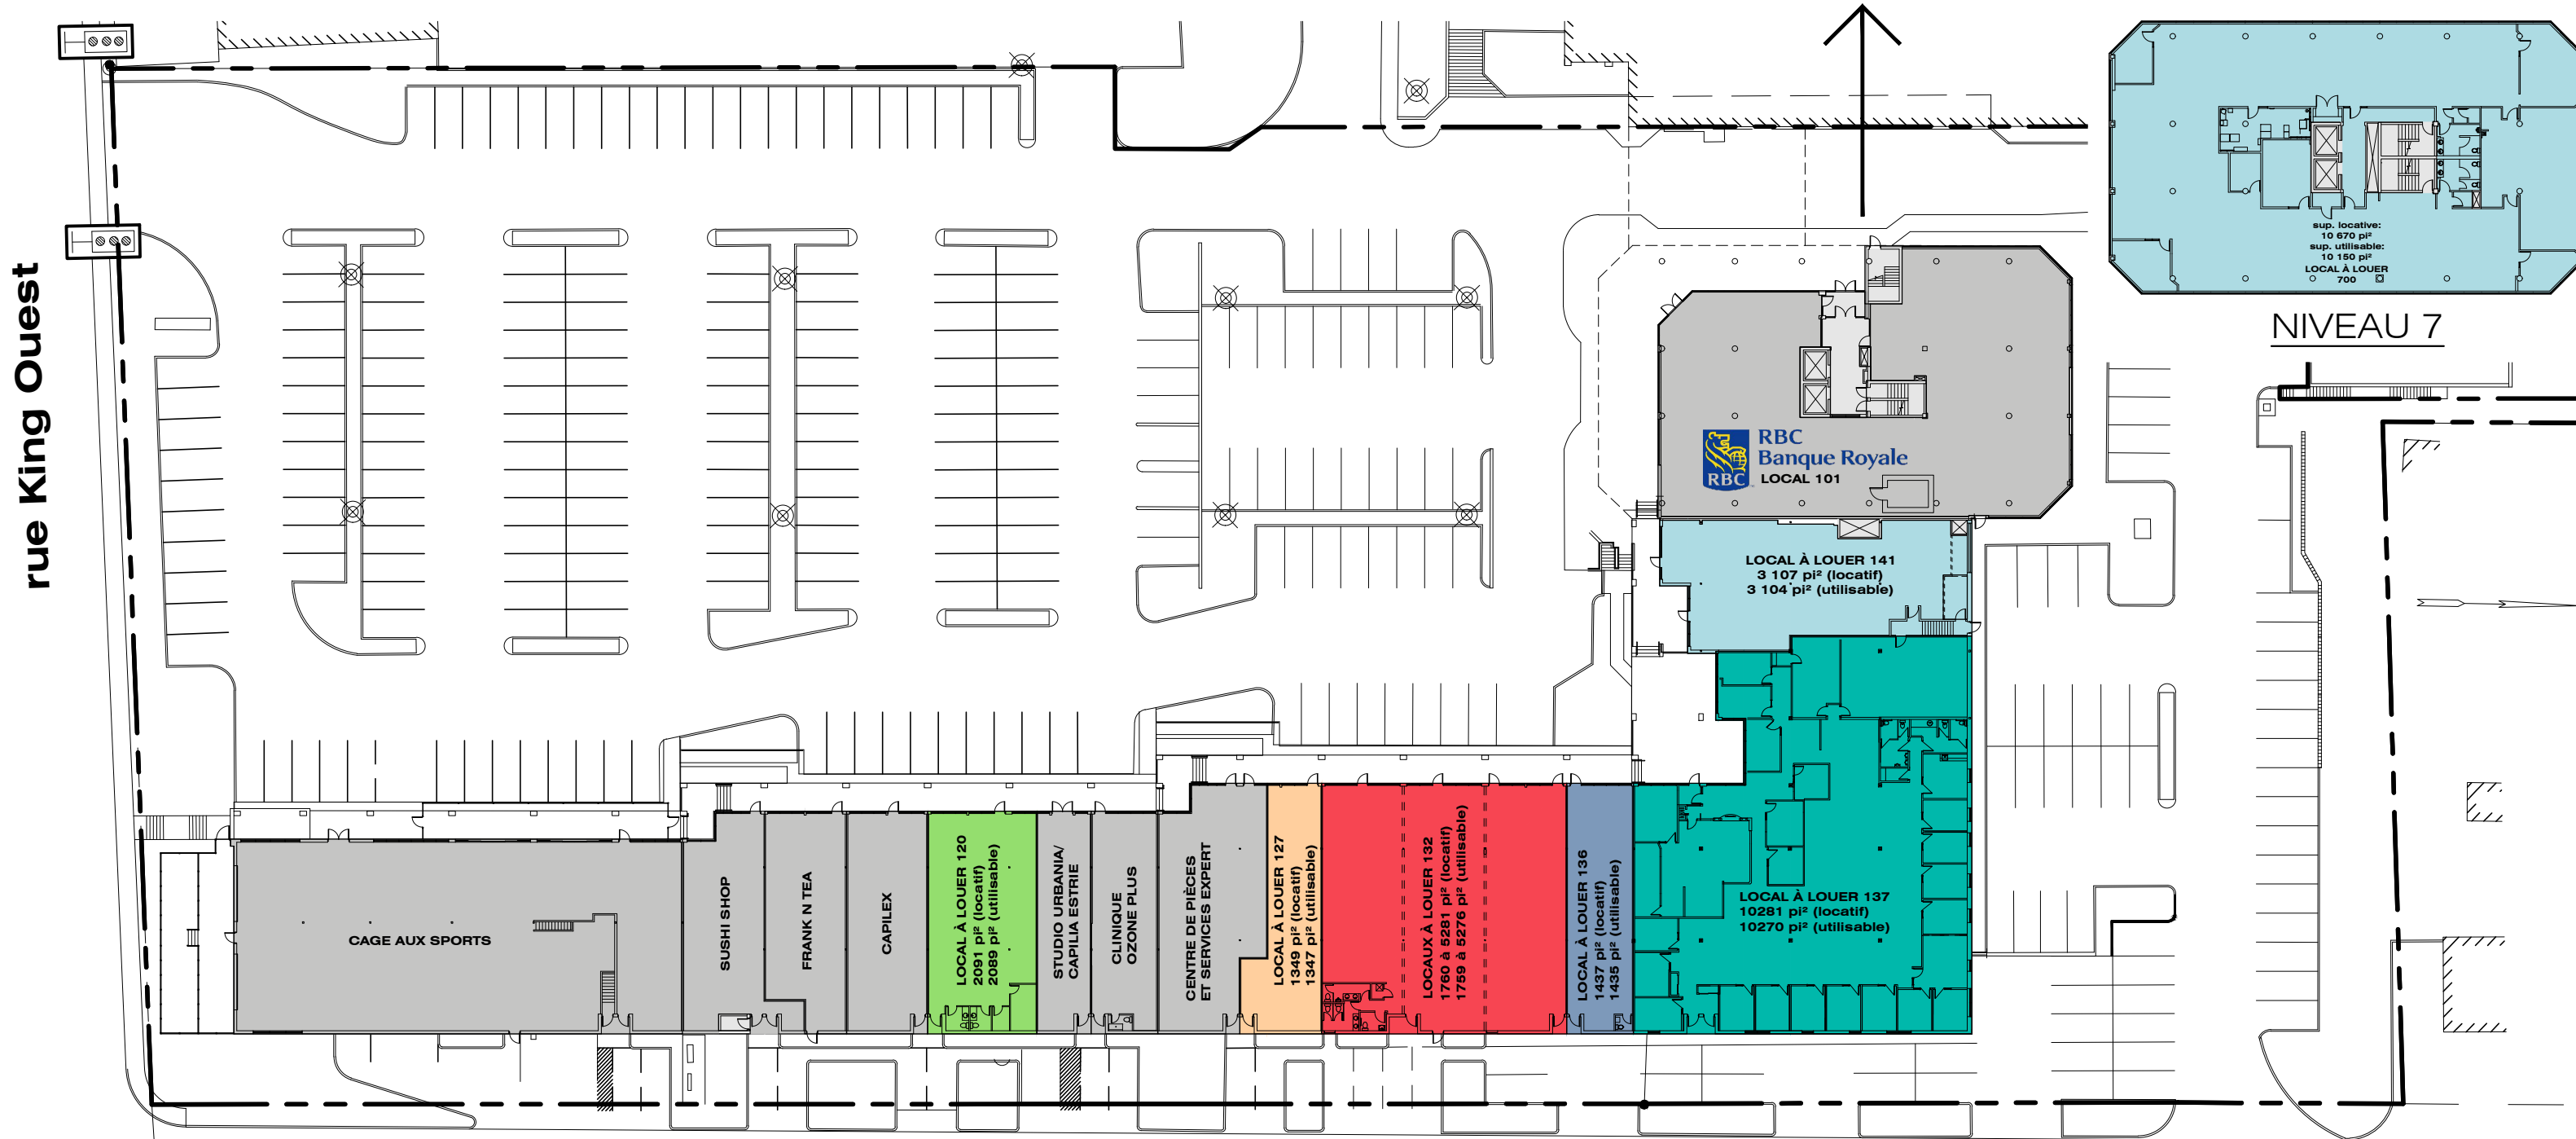 rue King Ouest
sup. locative:
10 670 pi²
sup. utilisable:
10 150 pi²
LOCAL À LOUER
700
NIVEAU 7
RBC
Banque Royale
RBC
LOCAL 101
LOCAL À LOUER 141
3 107 pi² (locatif)
3 104 pi² (utilisable)
CAGE AUX SPORTS
SUSHI SHOP
FRANK N TEA
CAPILEX
LOCAL À LOUER 120
2091 pi² (locatif)
2089 pi² (utilisable)
STUDIO URBANIA/
CAPILIA ESTRIE
CLINIQUE
OZONE PLUS
CENTRE DE PIÈCES
ET SERVICES EXPERT
LOCAL À LOUER 127
1349 pi² (locatif)
1347 pi² (utilisable)
LOCAUX À LOUER 132
1760 à 5281 pi² (locatif)
1759 à 5276 pi² (utilisable)
LOCAL À LOUER 136
1437 pi² (locatif)
1435 pi² (utilisable)
LOCAL À LOUER 137
10281 pi² (locatif)
10270 pi² (utilisable)